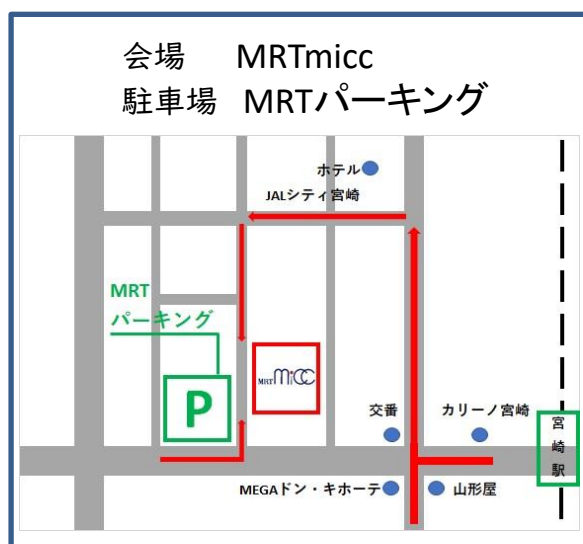 会場 MRTmicc
駐車場 MRTパーキング
ホテル
JALシティ宮崎
MRT
パーキング
MRT micc
P
交番
カリーノ宮崎
宮崎駅
MEGAドン・キホーテ
山形屋